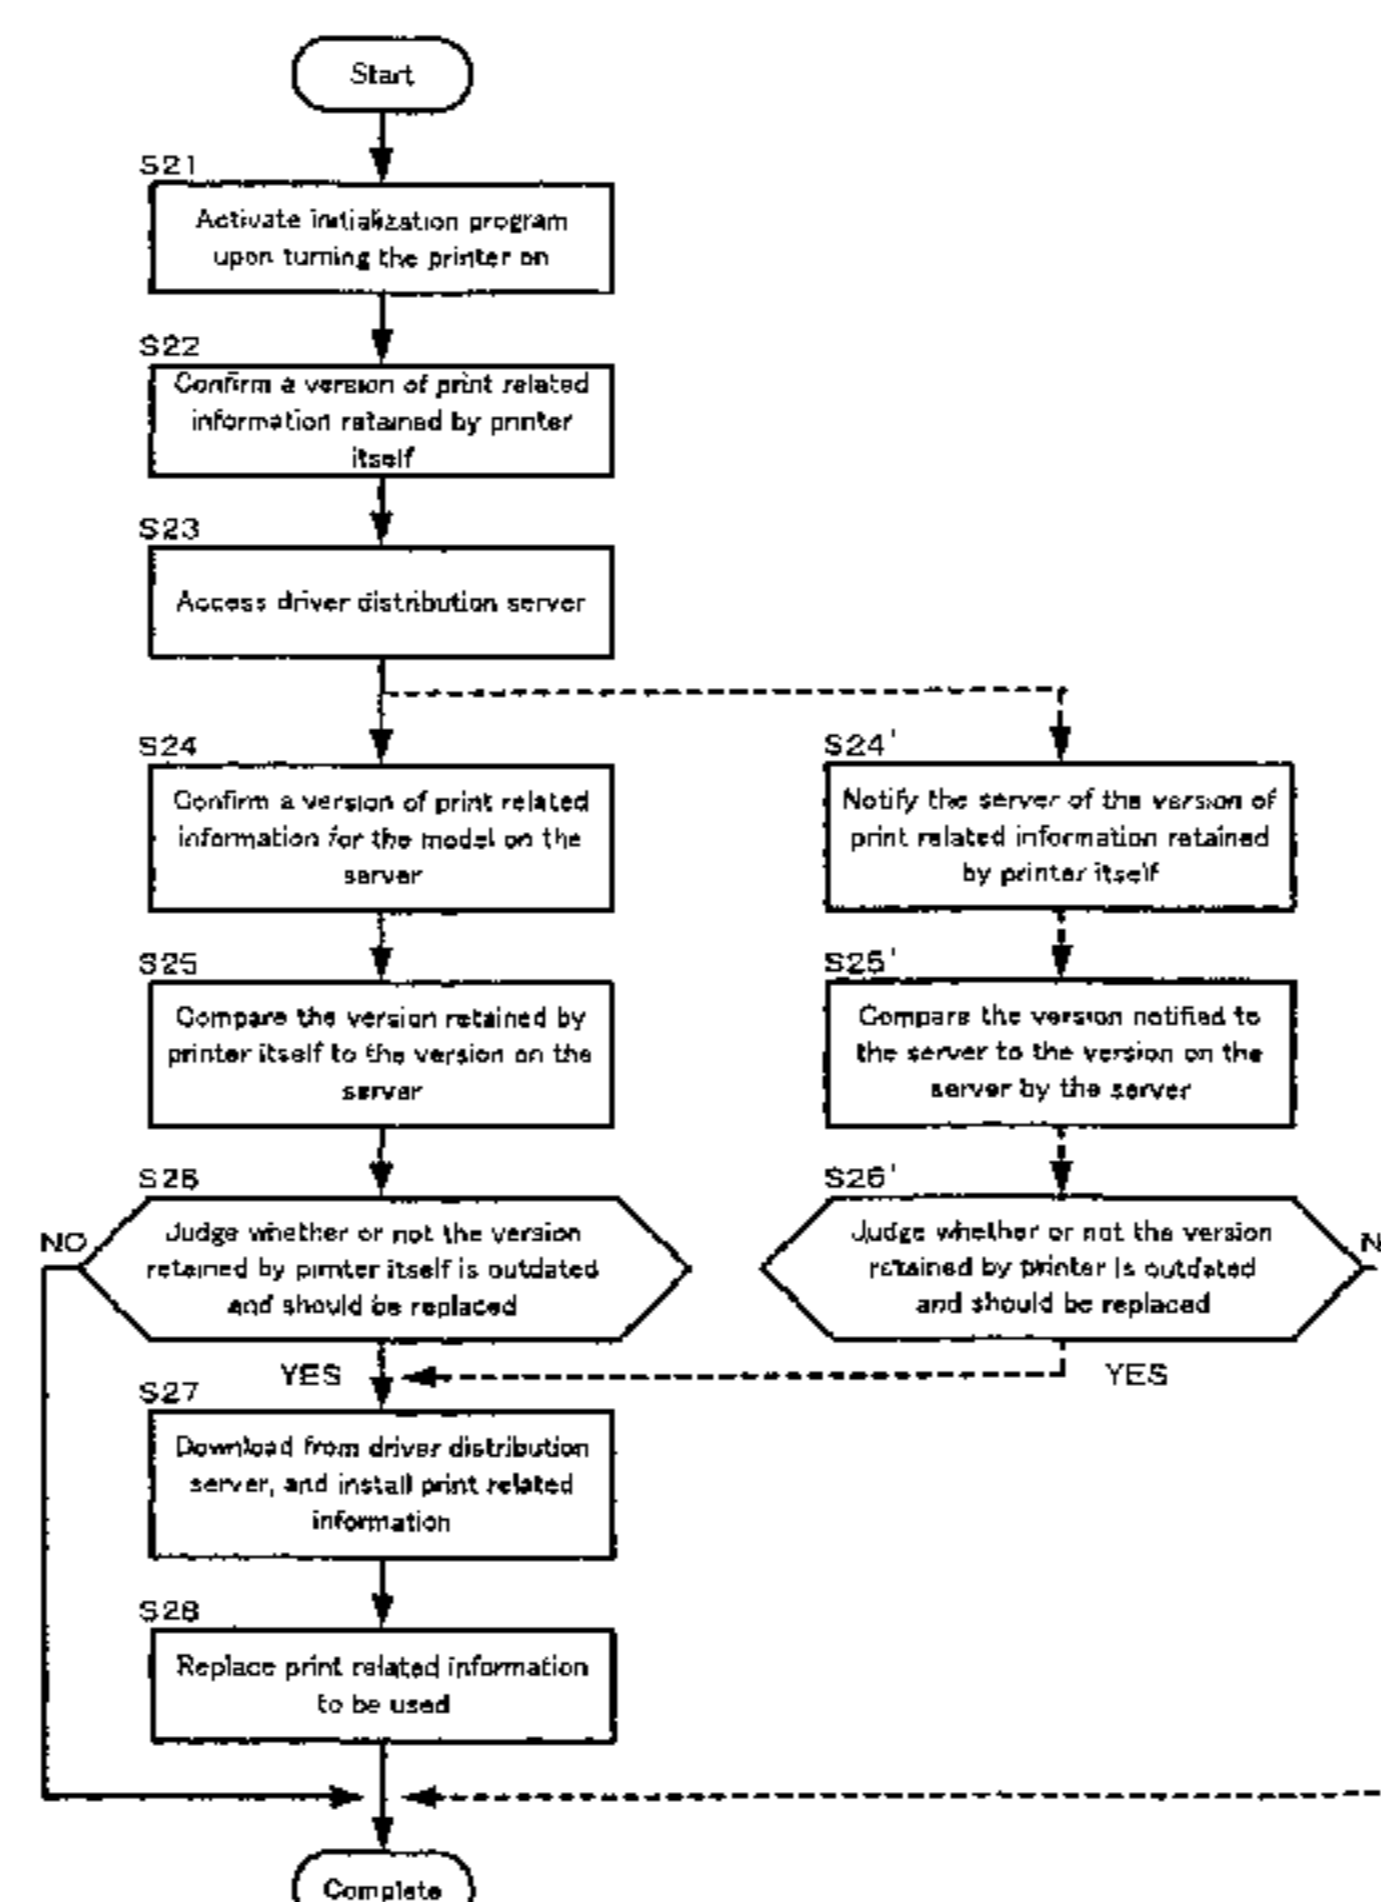 Start
S21
Activate initialization program
upon turning the printer on
S22
Confirm a version of print related
information retained by printer
itself
S23
Access driver distribution server
S24
Confirm a version of print related
information for the model on the
server
S24'
Notify the server of the version of
print related information retained
by printer itself
S25
Compare the version retained by
printer itself to the version on the
server
S25'
Compare the version notified to
the server to the version on the
server by the server
S26
NO
Judge whether or not the version
retained by printer itself is outdated
and should be replaced
YES
S26'
Judge whether or not the version
retained by printer is outdated
and should be replaced
N
YES
S27
Download from driver distribution
server, and install print related
information
S28
Replace print related information
to be used
Complete